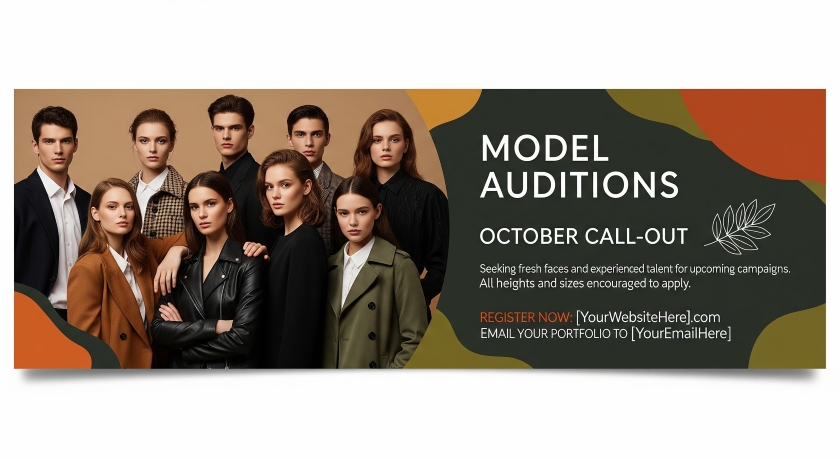 MODEL
AUDITIONS
OCTOBER CALL-OUT
Seeking fresh faces and experienced talent for upcoming campaigns.
All heights and sizes encouraged to apply.
REGISTER NOW: [YourWebsiteHere].com
EMAIL YOUR PORTFOLIO TO [YourEmailHere]